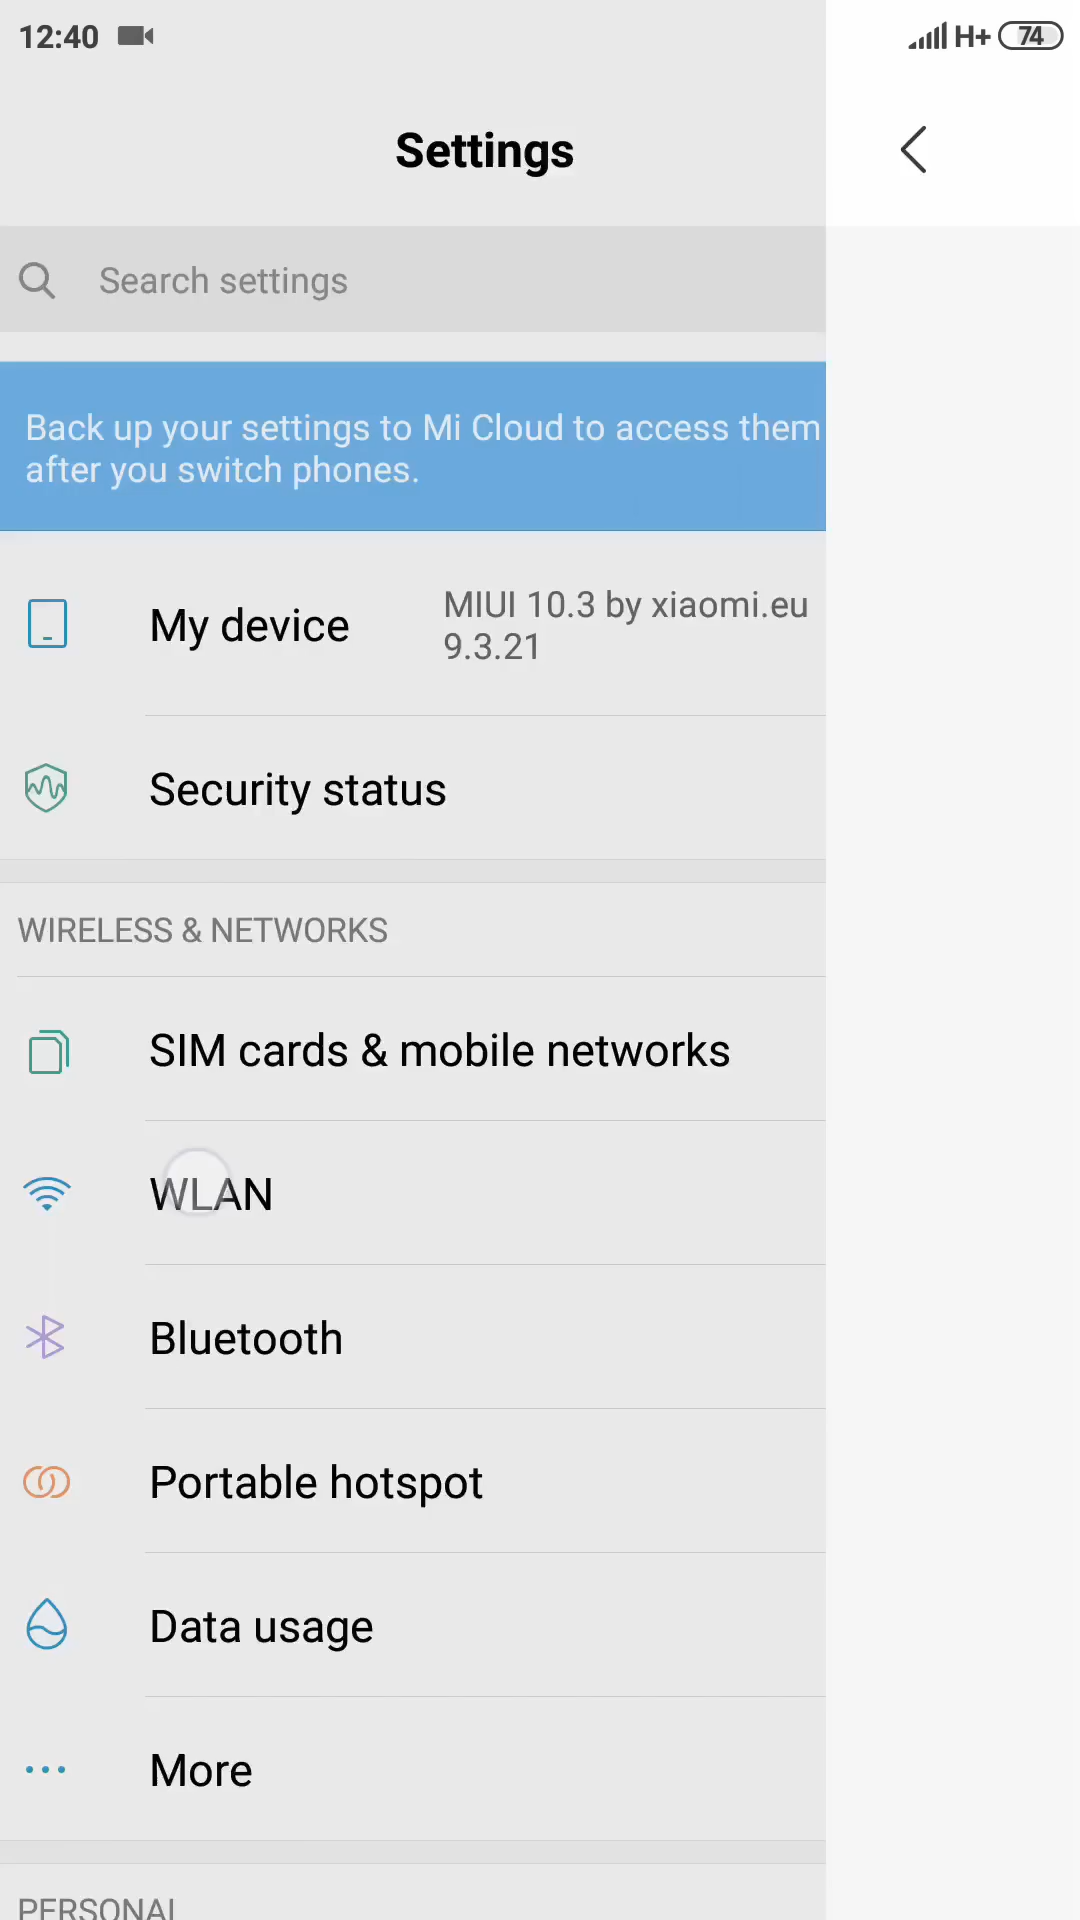 12:40
H+ 74
Settings
Search settings
Back up your settings to Mi Cloud to access them
after you switch phones.
My device
MIUI 10.3 by xiaomi.eu
9.3.21
Security status
WIRELESS & NETWORKS
SIM cards & mobile networks
WLAN
Bluetooth
Portable hotspot
Data usage
More
PERSONAL